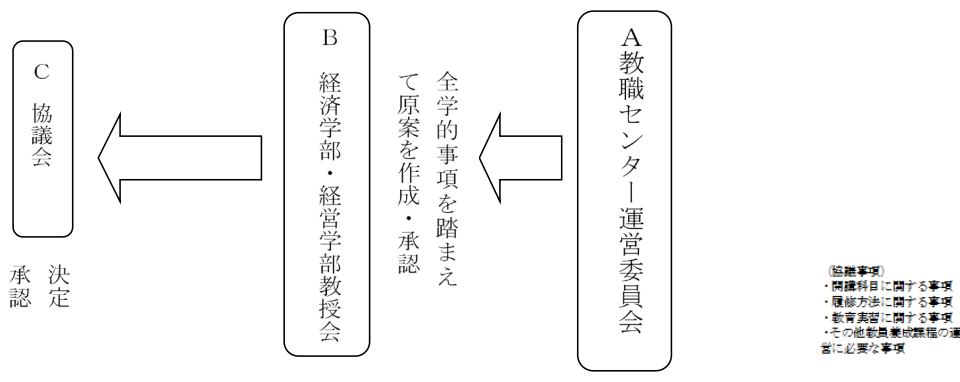 A教職センター運営委員会
全学的事項を踏まえ
て原案を作成・承認
B 経済学部・経営学部教授会
C 協議会
決定
承認
(協議事項)
・開講科目に関する事項
・履修方法に関する事項
・教育実習に関する事項
・その他教員養成課程の運
営に必要な事項